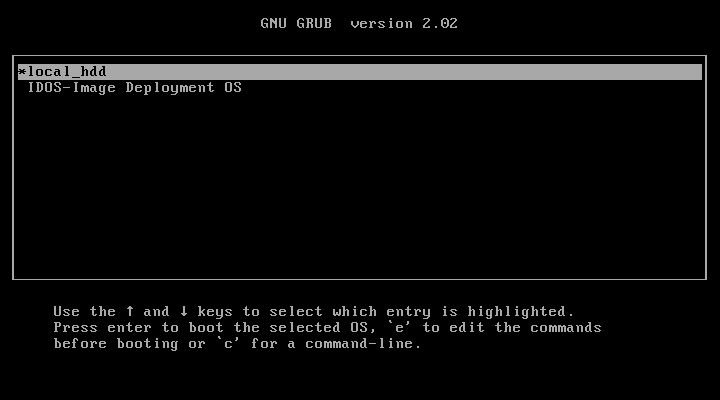 GNU GRUB  version 2.02
*local_hdd
IDOS-Image Deployment OS
Use the ↑ and ↓ keys to select which entry is highlighted.
Press enter to boot the selected OS, `e' to edit the commands
before booting or `c' for a command-line.